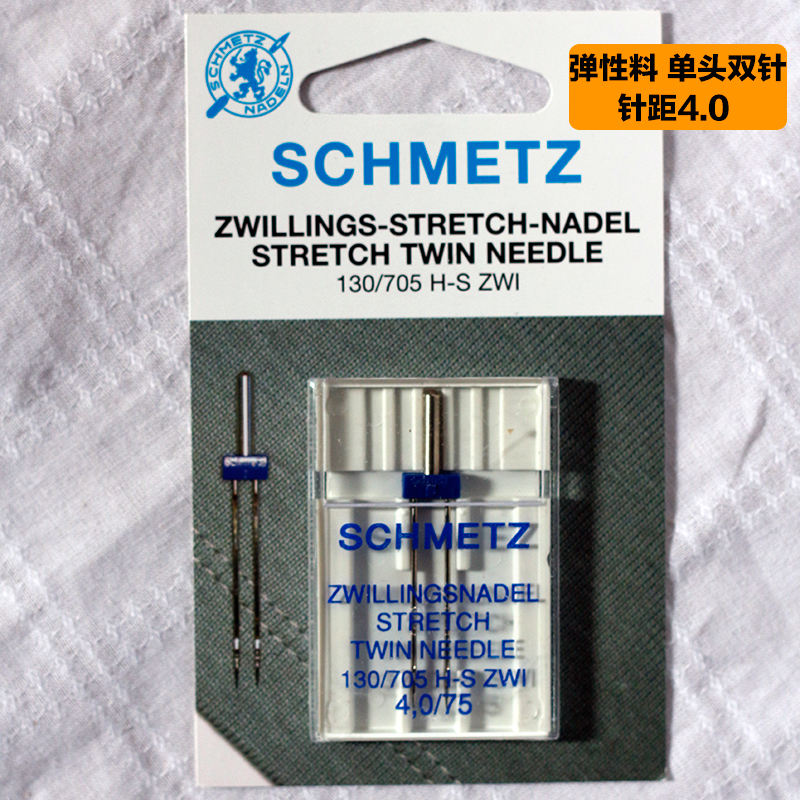 SCHMETZ
NADELN
弹性料 单头双针
针距4.0
SCHMETZ
ZWILLINGS-STRETCH-NADEL
STRETCH TWIN NEEDLE
130/705 H-S ZWI
SCHMETZ
ZWILLINGSNADEL
STRETCH
TWIN NEEDLE
130/705 H-S ZWI
4,0/75